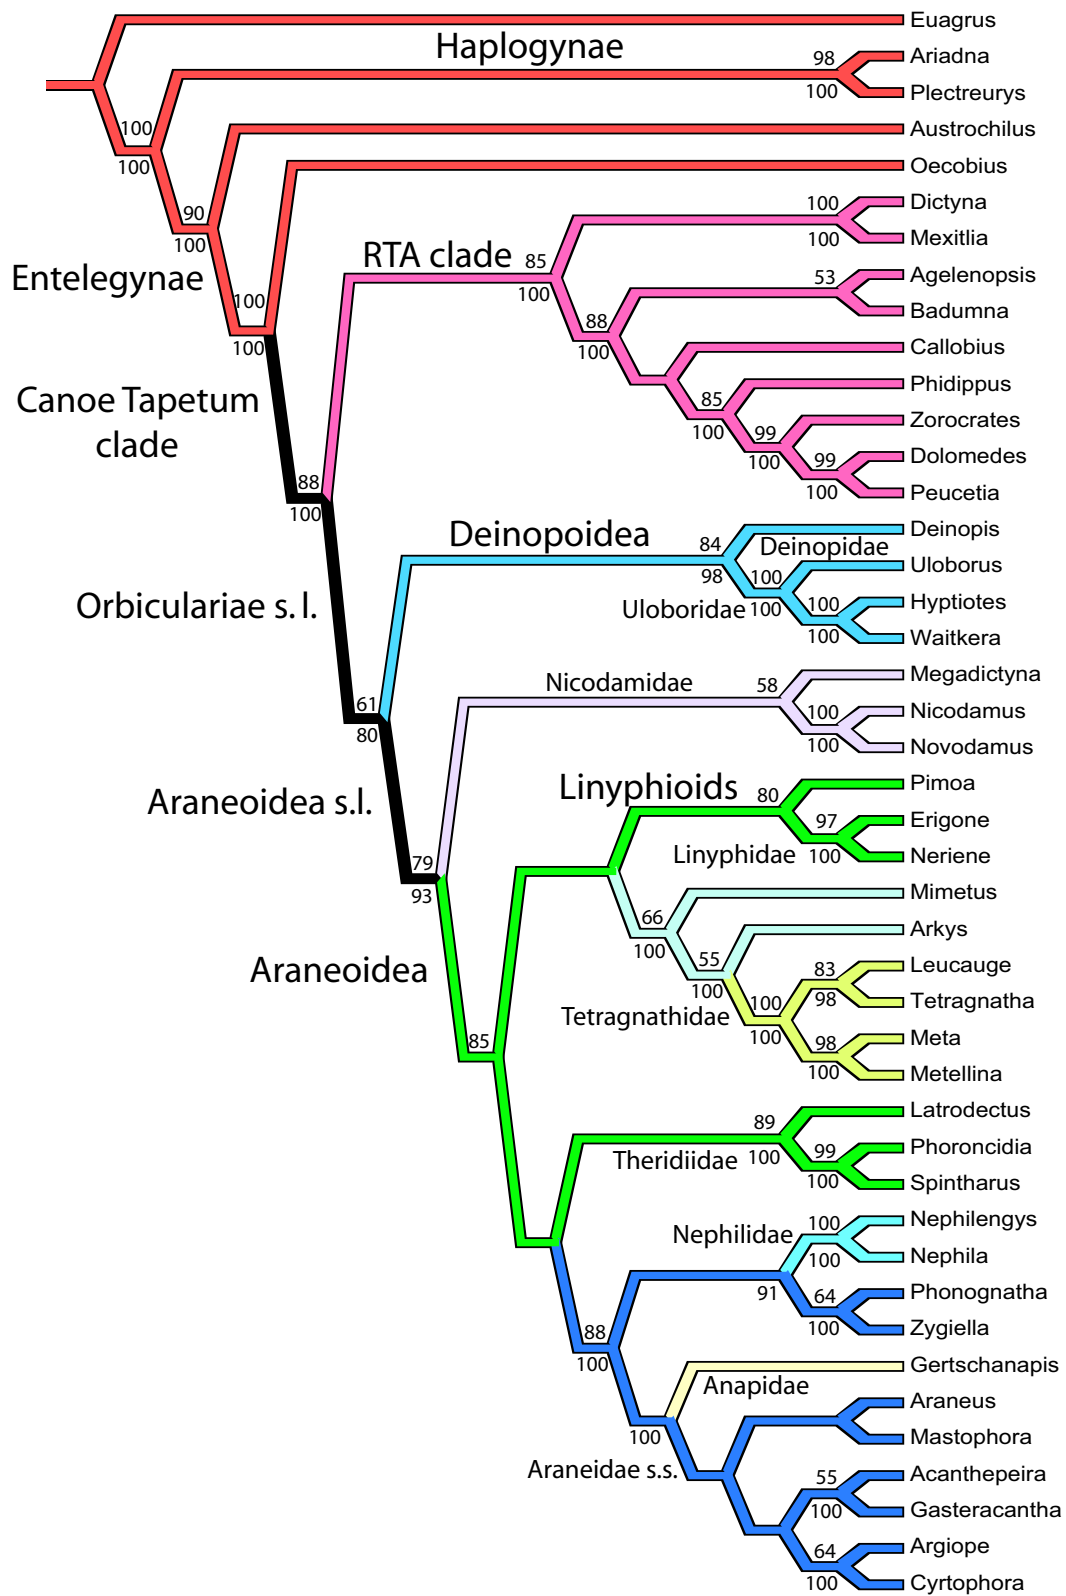 Euagrus
Haplogynae
98
Ariadna
100
Plectreurys
100
100
Austrochilus
Oecobius
90
100
Entelegynae
100
100
RTA clade
85
100
100
Dictyna
100
Mexitlia
53
Agelenopsis
Badumna
88
100
Callobius
85
100
Phidippus
99
100
Zorocrates
99
100
Dolomedes
Peucetia
Canoe Tapetum
clade
88
100
Deinopoidea
84
98
Deinopis
Deinopidae
100
Uloborus
Uloboridae
100
100
Hyptiotes
100
Waitkera
Orbiculariae s. l.
61
80
Nicodamidae
58
Megadictyna
100
Nicodamus
100
Novodamus
Araneoidea s.l.
79
93
Linyphioids
80
Pimoa
97
Erigone
Linyphidae
100
Neriene
Mimetus
66
100
Arkys
55
100
83
Leucauge
98
Tetragnatha
Tetragnathidae
100
100
98
Meta
100
Metellina
Araneoidea
85
89
Latrodectus
Theridiidae
100
99
Phoroncidia
100
Spintharus
Nephilidae
100
Nephilengys
100
Nephila
91
64
Phonognatha
100
Zygiella
88
100
Gertschanapis
Anapidae
100
Araneus
Mastophora
Araneidae s.s.
55
Acanthepeira
100
Gasteracantha
64
Argiope
100
Cyrtophora